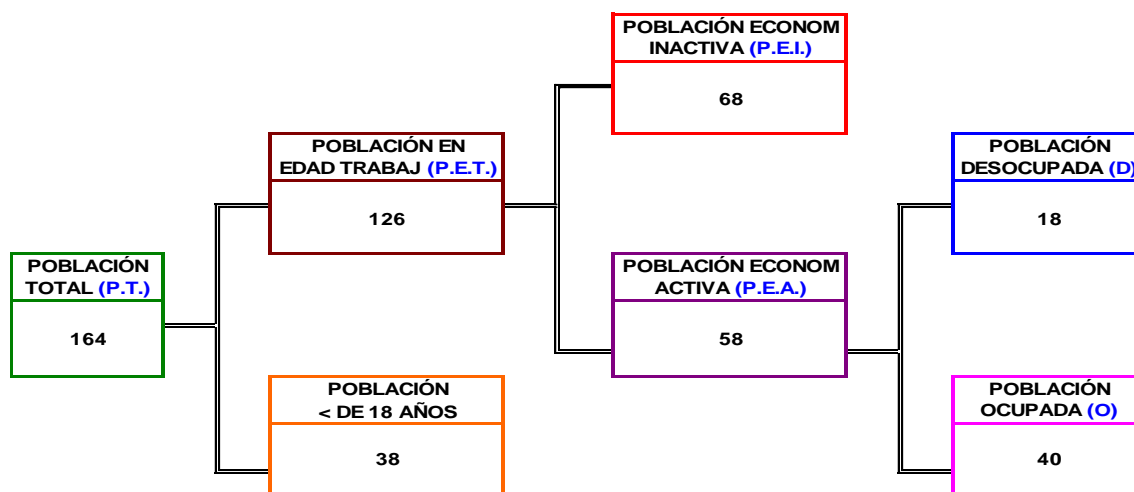 POBLACIÓN ECONOM
INACTIVA (P.E.I.)
68
POBLACIÓN EN
EDAD TRABAJ (P.E.T.)
126
POBLACIÓN
DESOCUPADA (D)
18
POBLACIÓN
TOTAL (P.T.)
164
POBLACIÓN ECONOM
ACTIVA (P.E.A.)
58
POBLACIÓN
< DE 18 AÑOS
38
POBLACIÓN
OCUPADA (O)
40